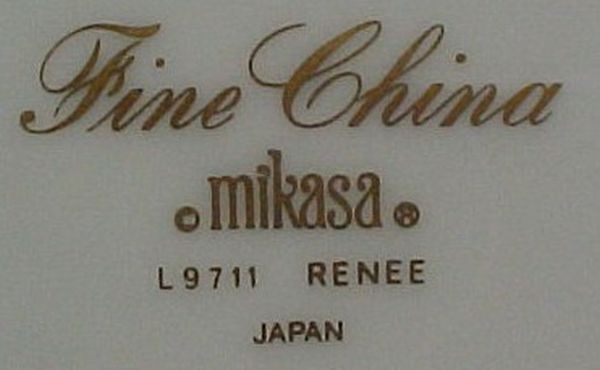 Fine China
© mikasa ®
L9711 RENEE
JAPAN